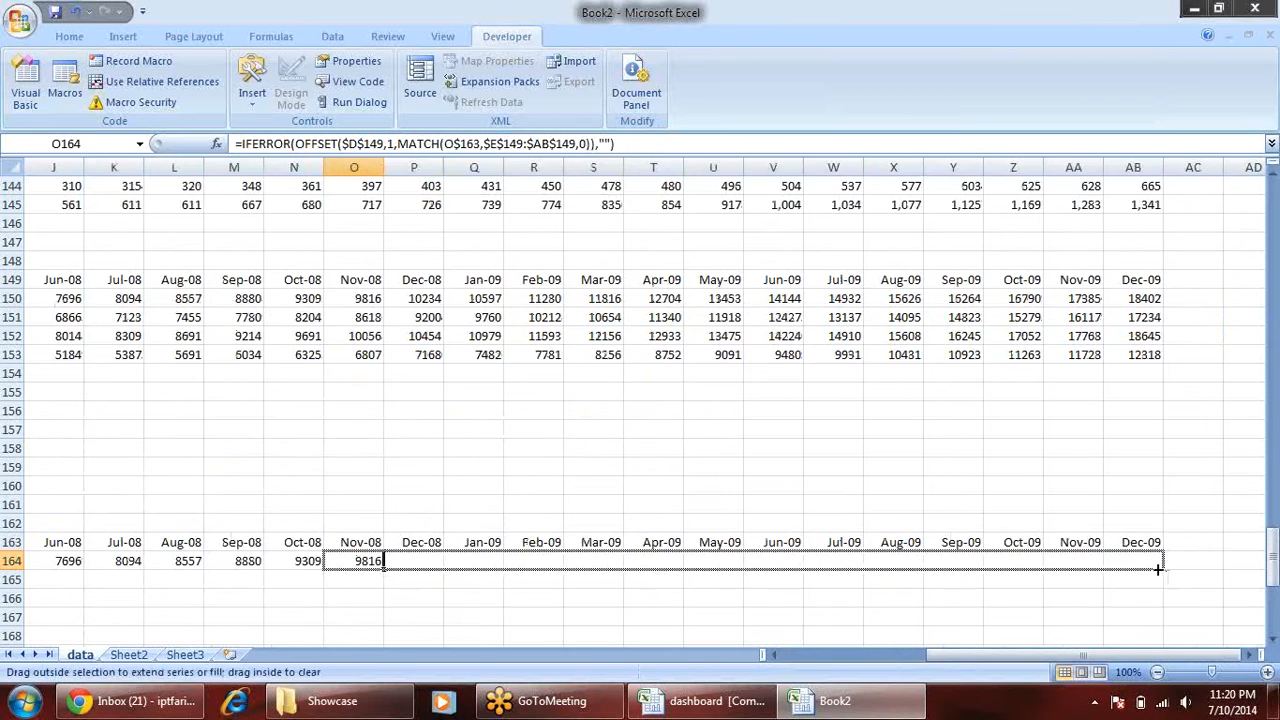 Book2 - Microsoft Excel
Home Insert Page Layout Formulas Data Review View Developer
Record Macro Properties Map Properties Import
Use Relative References View Code Expansion Packs Export
Macro Security Run Dialog Refresh Data
Visual Basic Macros Insert Design Mode Source Document Panel
Code Controls XML Modify
O164 fx =IFERROR(OFFSET($D$149,1,MATCH(O$163,$E$149:$AB$149,0)),"")
J K L M N O P Q R S T U V W X Y Z AA AB AC AD
144 310 315 320 348 361 397 403 431 450 478 480 496 504 537 577 603 625 628 665
145 561 611 611 667 680 717 726 739 774 835 854 917 1,004 1,034 1,077 1,125 1,169 1,283 1,341
146
147
148
149 Jun-08 Jul-08 Aug-08 Sep-08 Oct-08 Nov-08 Dec-08 Jan-09 Feb-09 Mar-09 Apr-09 May-09 Jun-09 Jul-09 Aug-09 Sep-09 Oct-09 Nov-09 Dec-09
150 7696 8094 8557 8880 9309 9816 10234 10597 11280 11816 12704 13453 14144 14932 15626 15264 16790 17385 18402
151 6866 7123 7455 7780 8204 8618 9200 9760 10212 10654 11340 11918 12427 13137 14095 14823 15279 16117 17234
152 8014 8309 8691 9214 9691 10056 10454 10979 11593 12156 12933 13475 14224 14910 15608 16245 17052 17768 18645
153 5184 5387 5691 6034 6325 6807 7168 7482 7781 8256 8752 9091 9480 9931 10431 10923 11263 11728 12318
154
155
156
157
158
159
160
161
162
163 Jun-08 Jul-08 Aug-08 Sep-08 Oct-08 Nov-08 Dec-08 Jan-09 Feb-09 Mar-09 Apr-09 May-09 Jun-09 Jul-09 Aug-09 Sep-09 Oct-09 Nov-09 Dec-09
164 7696 8094 8557 8880 9309 9816
165
166
167
168
data Sheet2 Sheet3
Drag outside selection to extend series or fill; drag inside to clear 100%
Inbox (21) - iptfari... Showcase GoToMeeting dashboard [Com... Book2 11:20 PM
7/10/2014